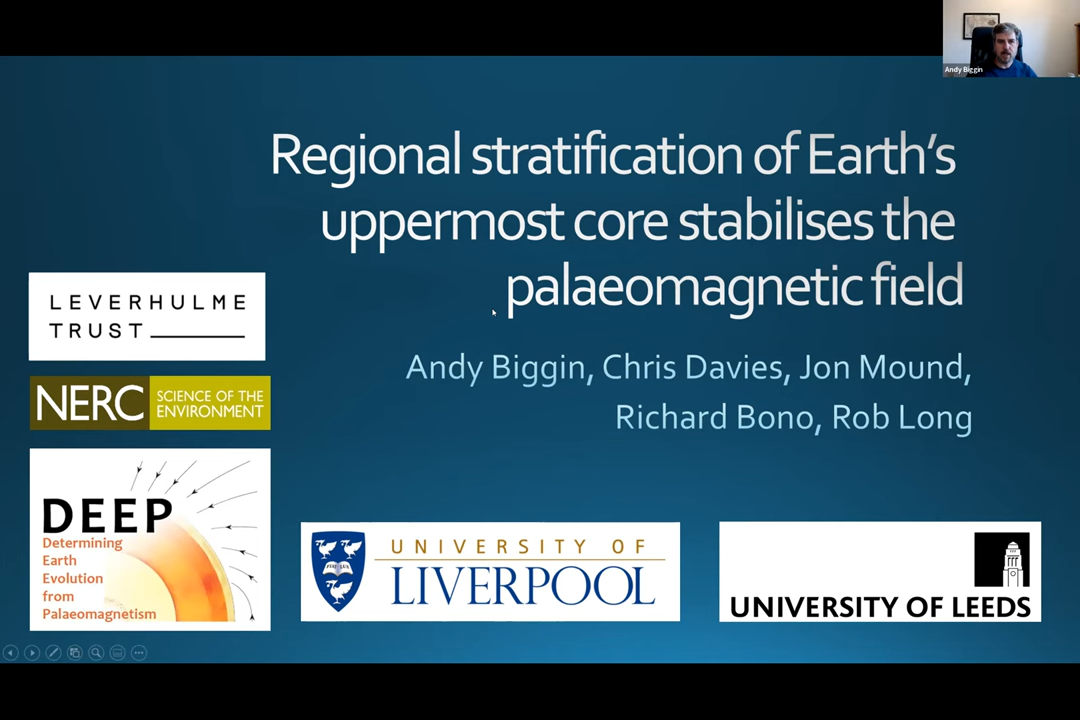 Andy Biggin
Regional stratification of Earth's
uppermost core stabilises the
palaeomagnetic field
Andy Biggin, Chris Davies, Jon Mound,
Richard Bono, Rob Long
LEVERHULME
TRUST
NERC
SCIENCE OF THE
ENVIRONMENT
DEEP
Determining
Earth
Evolution
from
Palaeomagnetism
UNIVERSITY OF
LIVERPOOL
UNIVERSITY OF LEEDS